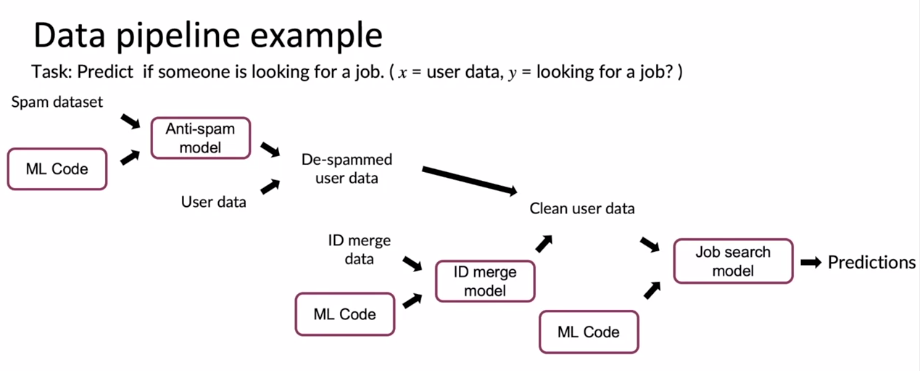 Data pipeline example
Task: Predict if someone is looking for a job. ( x = user data, y = looking for a job? )
Spam dataset
ML Code
Anti-spam
model
User data
De-spammed
user data
ID merge
data
ML Code
ID merge
model
Clean user data
ML Code
Job search
model
Predictions